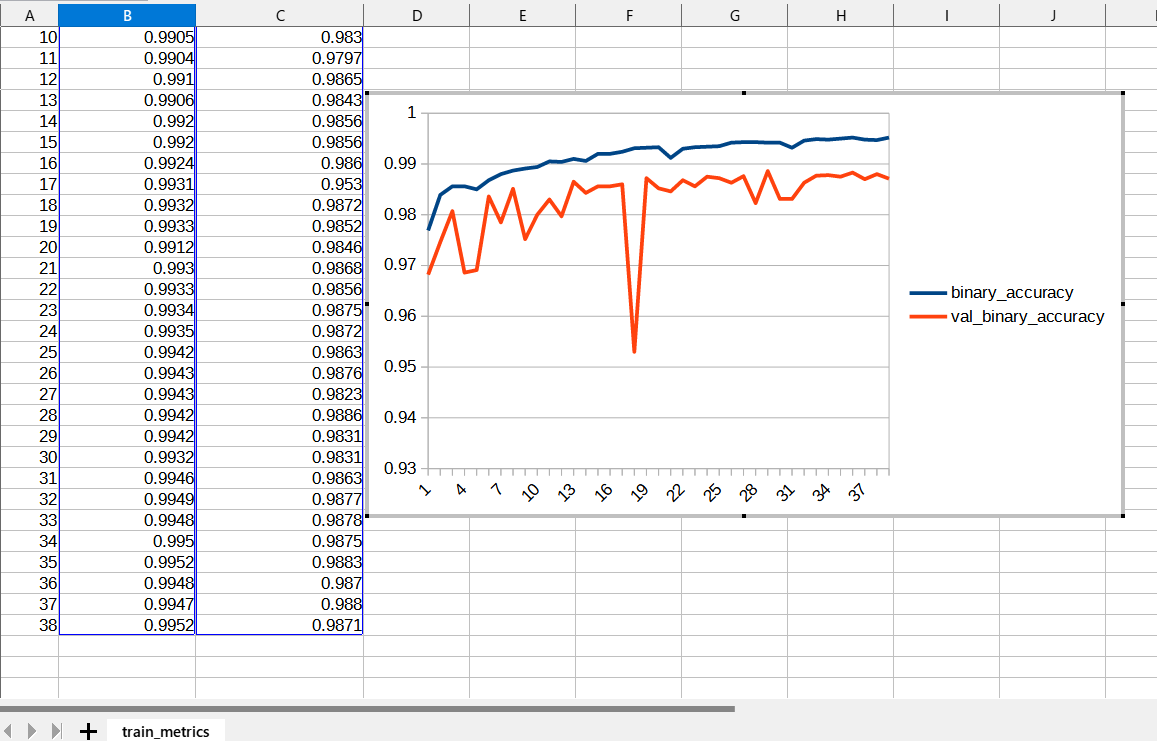 A B C D E F G H I J
10 0.9905 0.983
11 0.9904 0.9797
12 0.991 0.9865
13 0.9906 0.9843
14 0.992 0.9856
15 0.992 0.9856
16 0.9924 0.986
17 0.9931 0.953
18 0.9932 0.9872
19 0.9933 0.9852
20 0.9912 0.9846
21 0.993 0.9868
22 0.9933 0.9856
23 0.9934 0.9875
24 0.9935 0.9872
25 0.9942 0.9863
26 0.9943 0.9876
27 0.9943 0.9823
28 0.9942 0.9886
29 0.9942 0.9831
30 0.9932 0.9831
31 0.9946 0.9863
32 0.9949 0.9877
33 0.9948 0.9878
34 0.995 0.9875
35 0.9952 0.9883
36 0.9948 0.987
37 0.9947 0.988
38 0.9952 0.9871
1
0.99
0.98
0.97
0.96
0.95
0.94
0.93
1 4 7 10 13 16 19 22 25 28 31 34 37
binary_accuracy
val_binary_accuracy
train_metrics